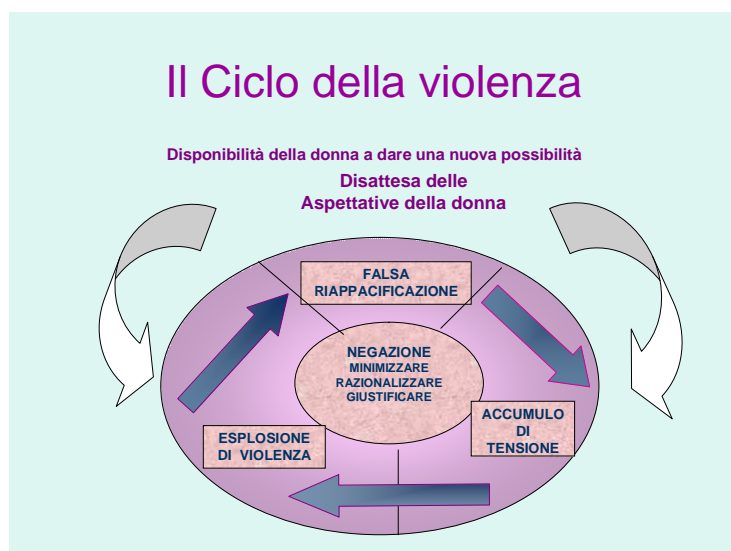 Il Ciclo della violenza
Disponibilità della donna a dare una nuova possibilità
Disattesa delle
Aspettative della donna
FALSA
RIAPPACIFICAZIONE
NEGAZIONE
MINIMIZZARE
RAZIONALIZZARE
GIUSTIFICARE
ACCUMULO
DI
TENSIONE
ESPLOSIONE
DI VIOLENZA